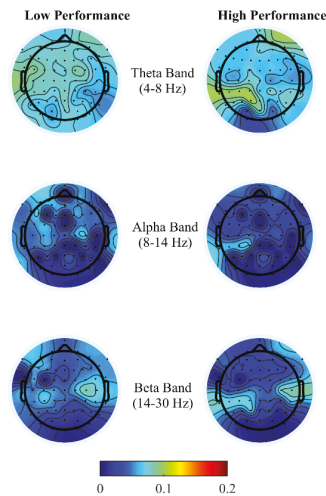 Low Performance
High Performance
Theta Band
(4-8 Hz)
Alpha Band
(8-14 Hz)
Beta Band
(14-30 Hz)
0
0.1
0.2